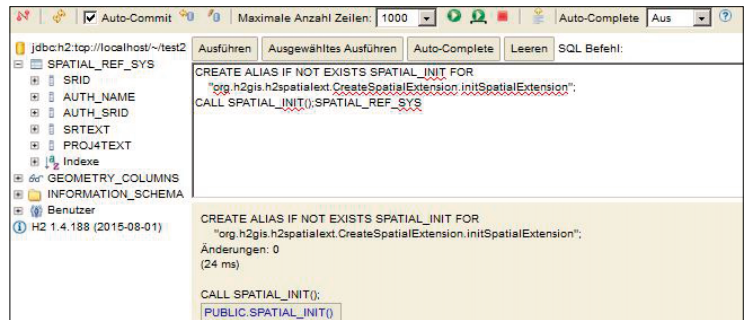 Auto-Commit Maximale Anzahl Zeilen: 1000 Auto-Complete Aus
jdbc:h2:tcp://localhost/~/test2
SPATIAL_REF_SYS
SRID
AUTH_NAME
AUTH_SRID
SRTEXT
PROJ4TEXT
Indexe
GEOMETRY_COLUMNS
INFORMATION_SCHEMA
Benutzer
H2 1.4.188 (2015-08-01)
Ausführen Ausgewähltes Ausführen Auto-Complete Leeren SQL Befehl:
CREATE ALIAS IF NOT EXISTS SPATIAL_INIT FOR
"org.h2gis.h2spatialext.CreateSpatialExtension.initSpatialExtension";
CALL SPATIAL_INIT();SPATIAL_REF_SYS
CREATE ALIAS IF NOT EXISTS SPATIAL_INIT FOR
"org.h2gis.h2spatialext.CreateSpatialExtension.initSpatialExtension";
Änderungen: 0
(24 ms)
CALL SPATIAL_INIT();
PUBLIC.SPATIAL_INIT()